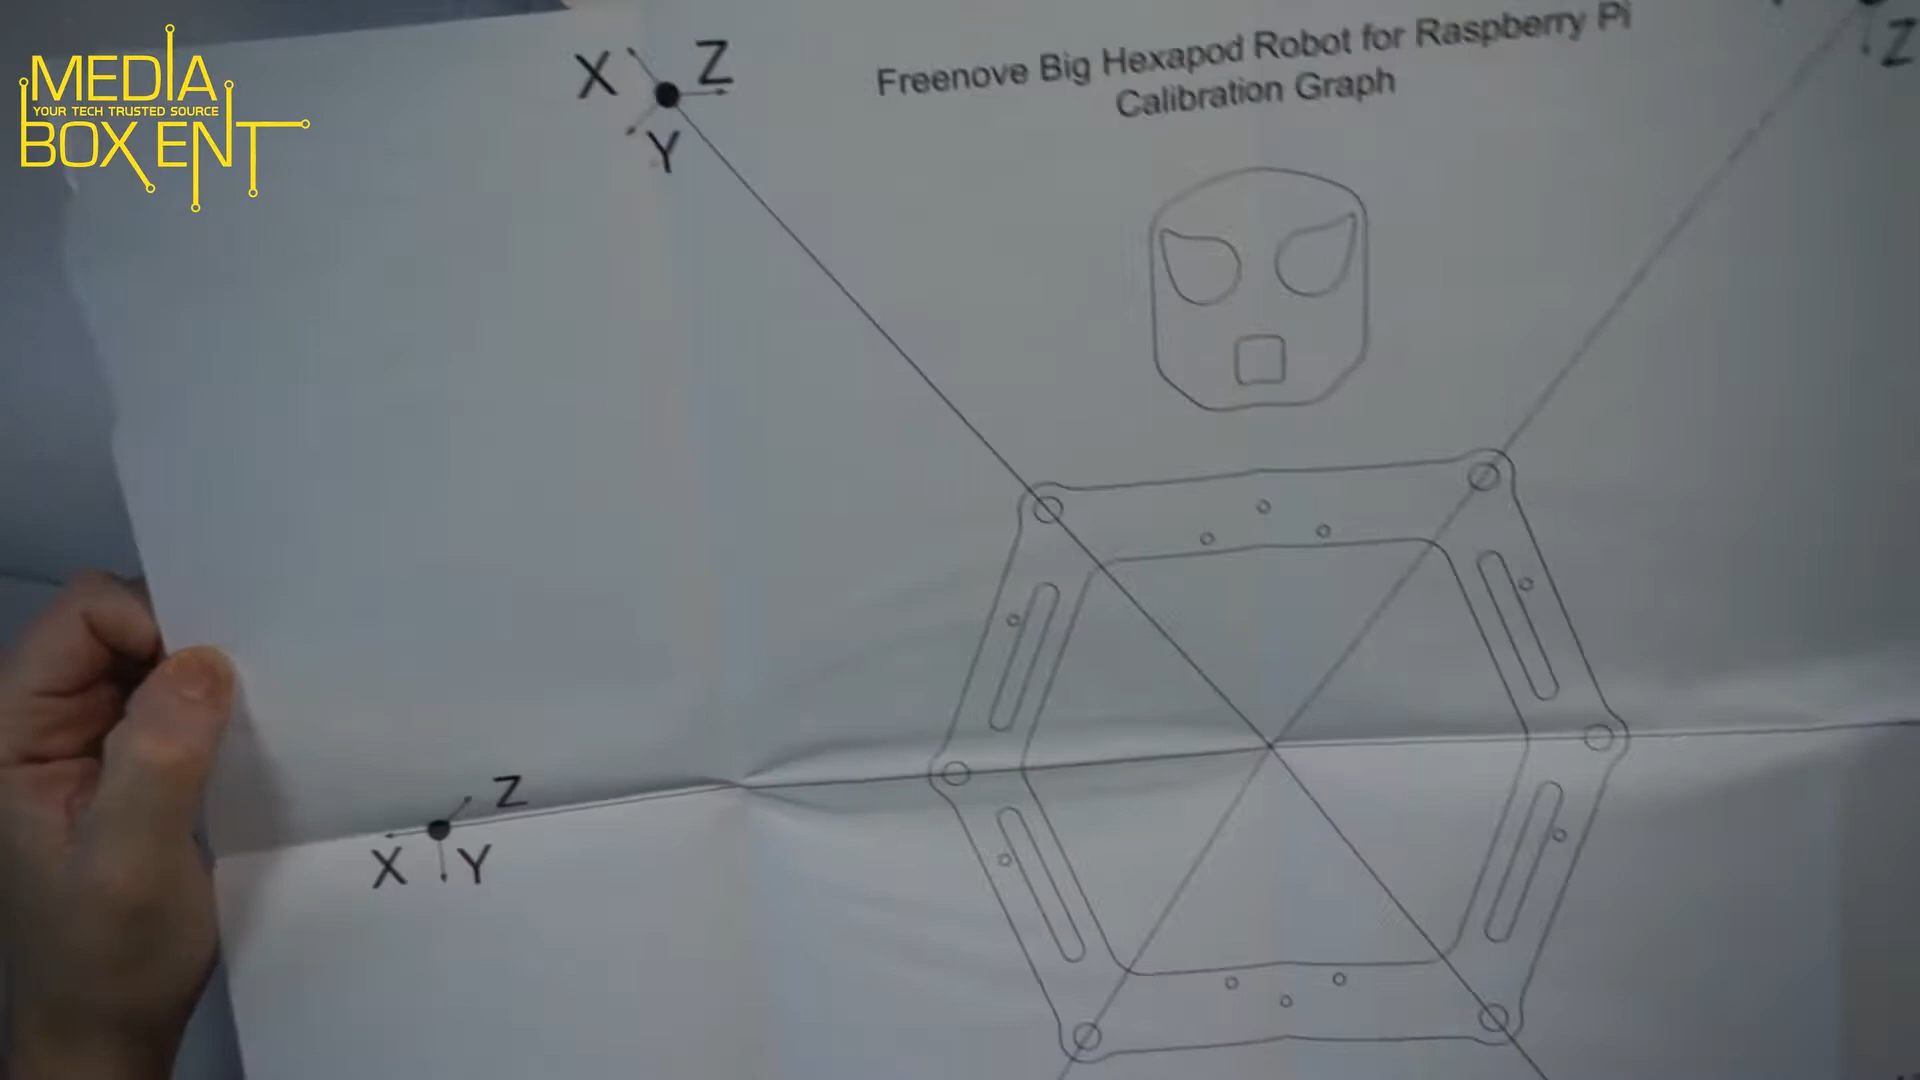 MEDIA
YOUR TECH TRUSTED SOURCE
BOX ENT
X Z
Y
Freenove Big Hexapod Robot for Raspberry Pi
Calibration Graph
Z
Z
X Y